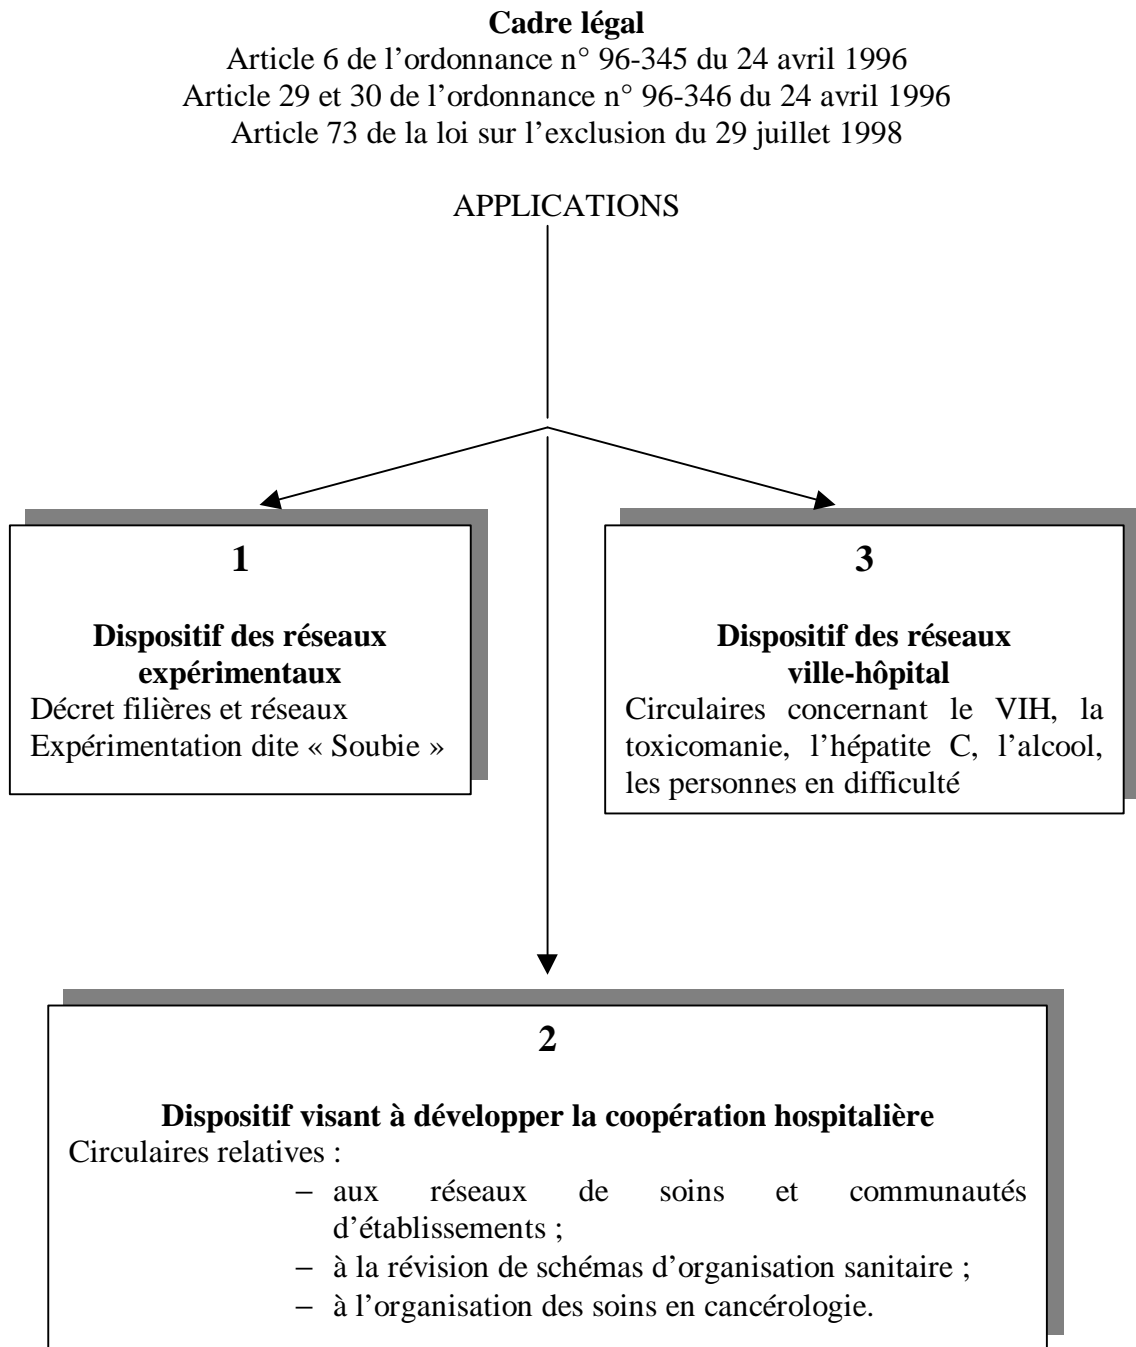 Cadre légal
Article 6 de l’ordonnance n° 96-345 du 24 avril 1996
Article 29 et 30 de l’ordonnance n° 96-346 du 24 avril 1996
Article 73 de la loi sur l’exclusion du 29 juillet 1998
APPLICATIONS
1
Dispositif des réseaux
expérimentaux
Décret filières et réseaux
Expérimentation dite « Soubie »
3
Dispositif des réseaux
ville-hôpital
Circulaires concernant le VIH, la
toxicomanie, l’hépatite C, l’alcool,
les personnes en difficulté
2
Dispositif visant à développer la coopération hospitalière
Circulaires relatives :
– aux réseaux de soins et communautés
d’établissements ;
– à la révision de schémas d’organisation sanitaire ;
– à l’organisation des soins en cancérologie.